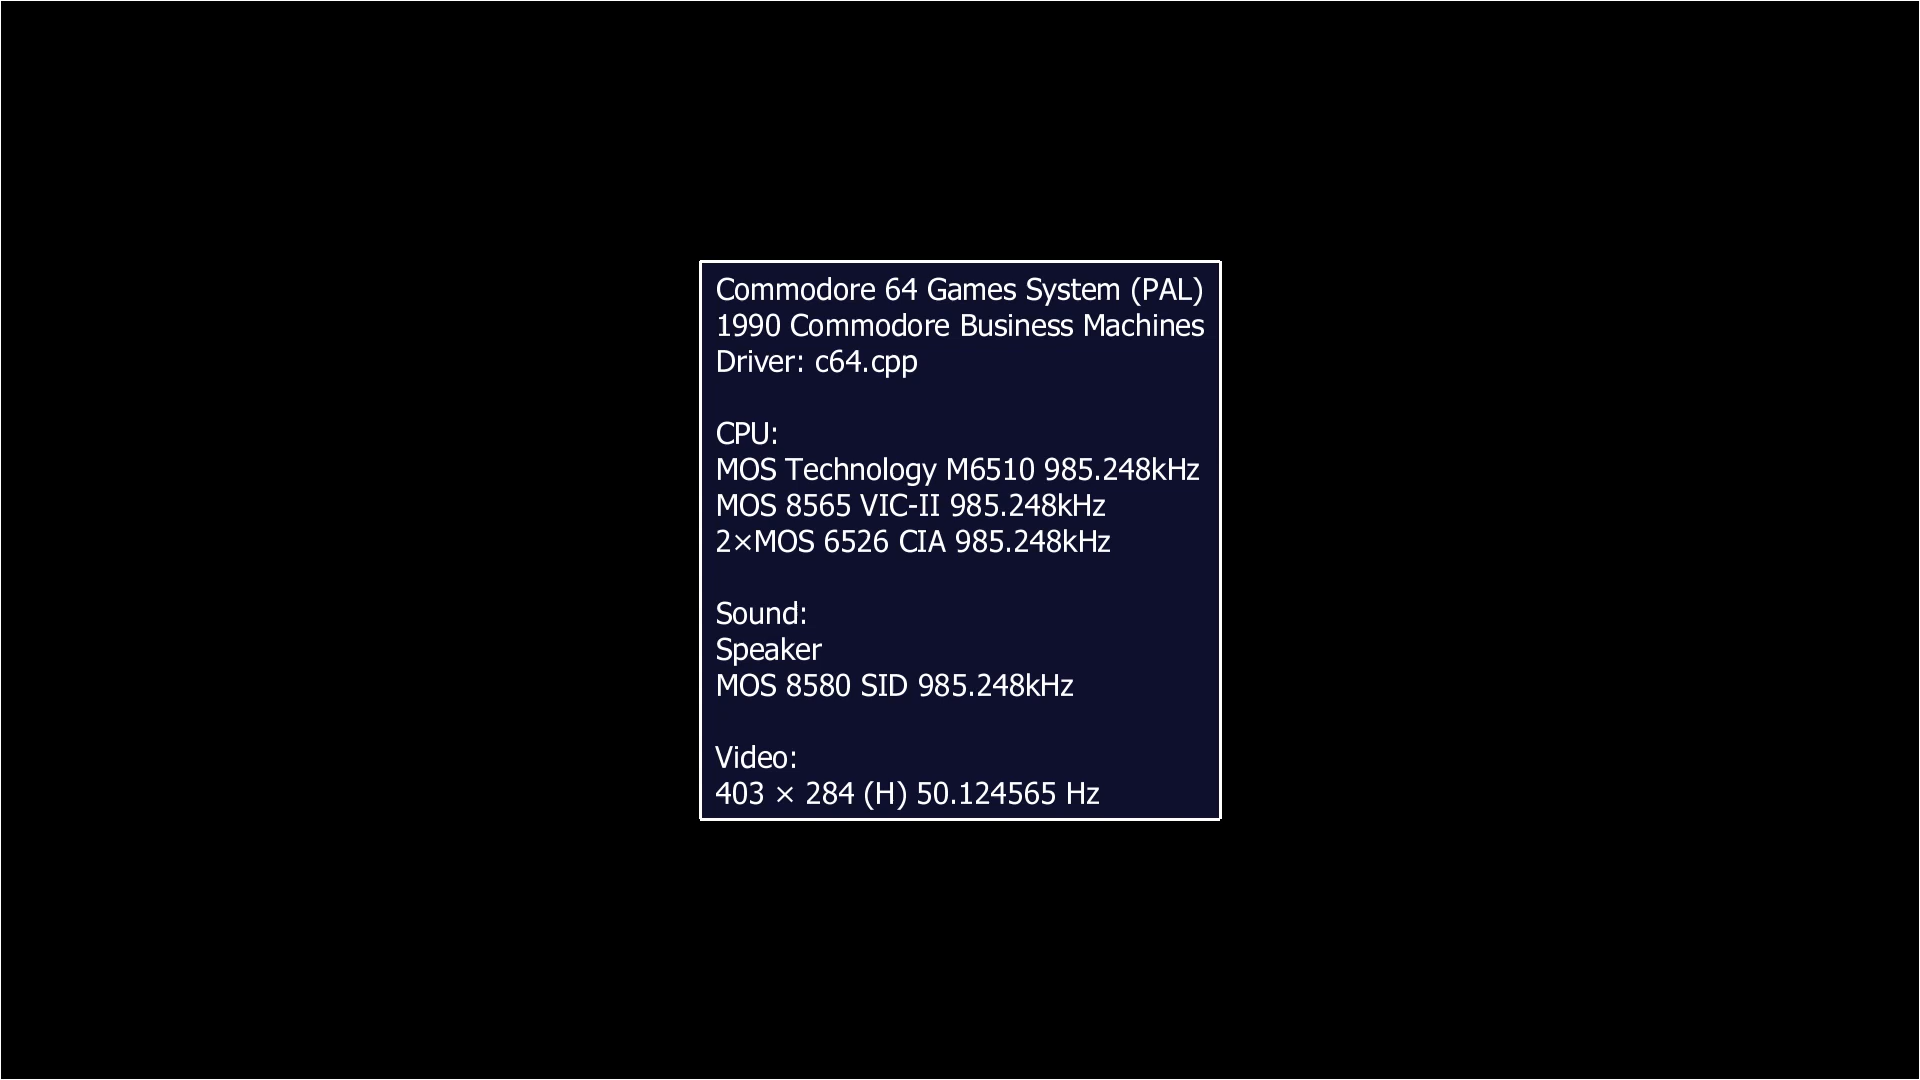 Commodore 64 Games System (PAL)
1990 Commodore Business Machines
Driver: c64.cpp
CPU:
MOS Technology M6510 985.248kHz
MOS 8565 VIC-II 985.248kHz
2×MOS 6526 CIA 985.248kHz
Sound:
Speaker
MOS 8580 SID 985.248kHz
Video:
403 × 284 (H) 50.124565 Hz